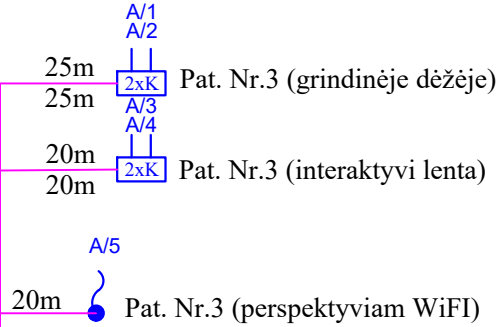 A/1
A/2
25m
25m
2xK
Pat. Nr.3 (grindinėje dėžėje)
A/3
A/4
20m
20m
2xK
Pat. Nr.3 (interaktyvi lenta)
A/5
20m
Pat. Nr.3 (perspektyviam WiFI)